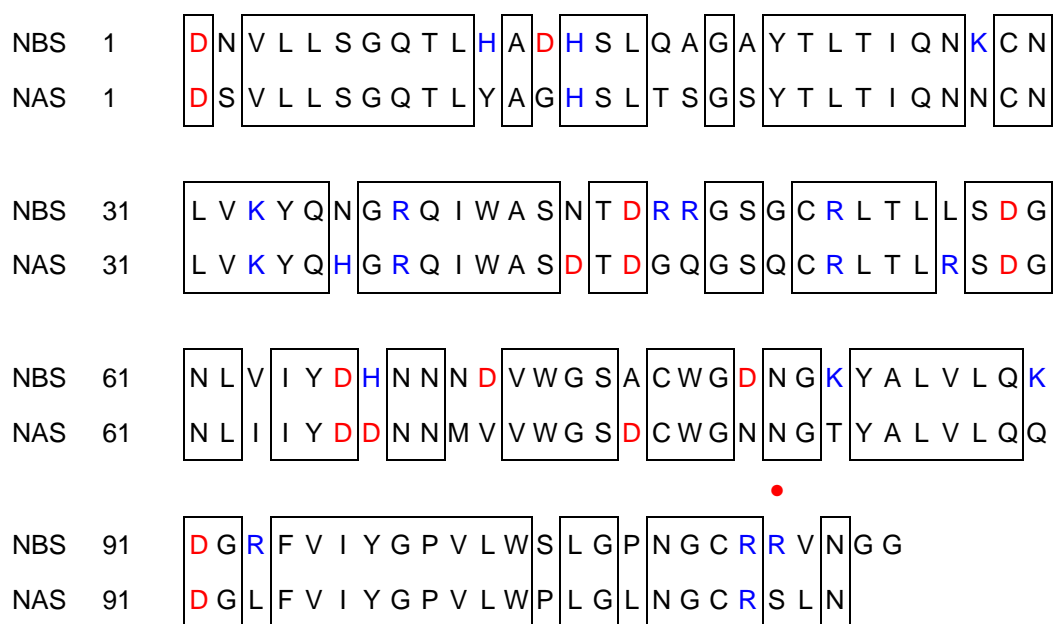 NBS 1 D N V L L S G Q T L H A D H S L Q A G A Y T L T I Q N K C N
NAS 1 D S V L L S G Q T L Y A G H S L T S G S Y T L T I Q N N C N
NBS 31 L V K Y Q N G R Q I W A S N T D R R G S G C R L T L L S D G
NAS 31 L V K Y Q H G R Q I W A S D T D G Q G S Q C R L T L R S D G
NBS 61 N L V I Y D H N N N D V W G S A C W G D N G K Y A L V L Q K
NAS 61 N L I I Y D D N N M V V W G S D C W G N N G T Y A L V L Q Q
NBS 91 D G R F V I Y G P V L W S L G P N G C R R V N G G
NAS 91 D G L F V I Y G P V L W P L G L N G C R S L N